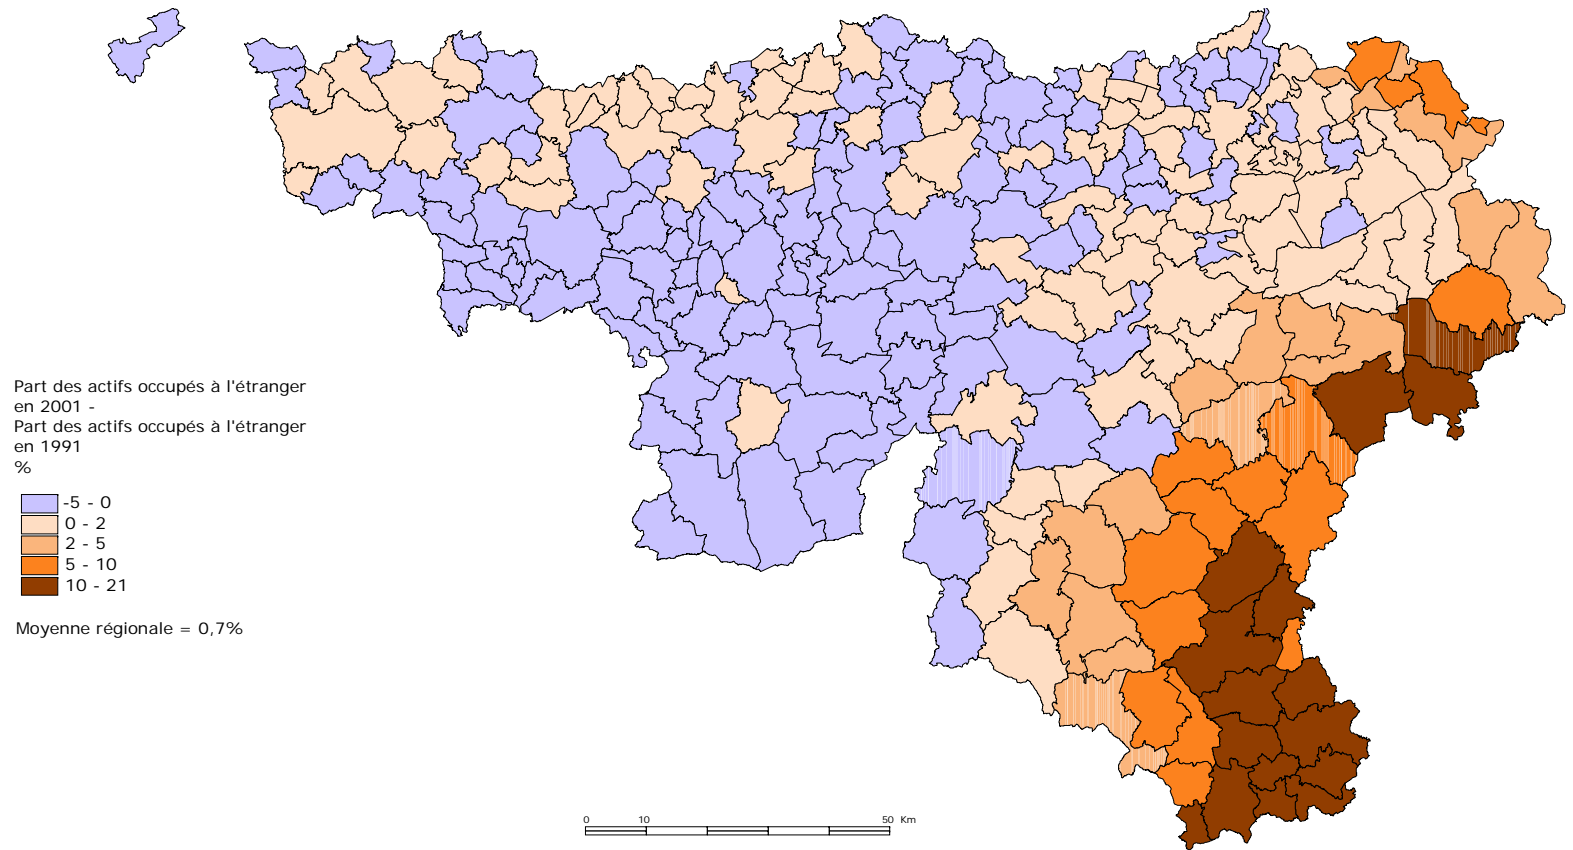 Part des actifs occupés à l'étranger
en 2001 -
Part des actifs occupés à l'étranger
en 1991
%
-5 - 0
0 - 2
2 - 5
5 - 10
10 - 21
Moyenne régionale = 0,7%
0 10 50 Km